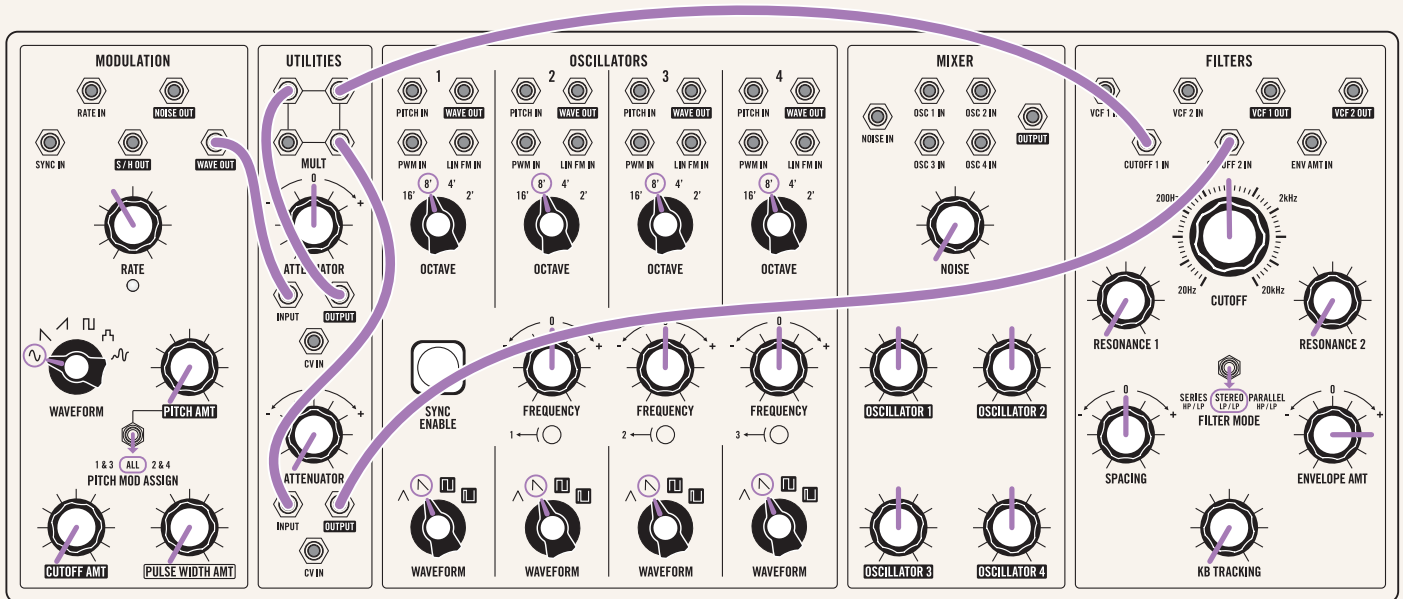 MODULATION
RATE IN
NOISE OUT
SYNC IN
S / H OUT
WAVE OUT
RATE
WAVEFORM
PITCH AMT
1 & 3 ALL 2 & 4
PITCH MOD ASSIGN
CUTOFF AMT
PULSE WIDTH AMT
UTILITIES
MULT
0
- +
ATTENUATOR
INPUT
OUTPUT
CV IN
- +
ATTENUATOR
INPUT
OUTPUT
CV IN
OSCILLATORS
1
PITCH IN
WAVE OUT
PWM IN
LIN FM IN
16' 8' 4' 2'
OCTAVE
SYNC
ENABLE
WAVEFORM
2
PITCH IN
WAVE OUT
PWM IN
LIN FM IN
16' 8' 4' 2'
OCTAVE
0
- +
FREQUENCY
1
WAVEFORM
3
PITCH IN
WAVE OUT
PWM IN
LIN FM IN
16' 8' 4' 2'
OCTAVE
0
- +
FREQUENCY
2
WAVEFORM
4
PITCH IN
WAVE OUT
PWM IN
LIN FM IN
16' 8' 4' 2'
OCTAVE
0
- +
FREQUENCY
3
WAVEFORM
MIXER
NOISE IN
OSC 1 IN
OSC 2 IN
OUTPUT
OSC 3 IN
OSC 4 IN
NOISE
OSCILLATOR 1
OSCILLATOR 2
OSCILLATOR 3
OSCILLATOR 4
FILTERS
VCF 1 IN
VCF 2 IN
VCF 1 OUT
VCF 2 OUT
CUTOFF 1 IN
2 IN
ENV AMT IN
200Hz
2kHz
20Hz
20kHz
CUTOFF
RESONANCE 1
RESONANCE 2
SERIES STEREO PARALLEL
HP / LP LP / LP HP / LP
FILTER MODE
0
- +
SPACING
0
- +
ENVELOPE AMT
KB TRACKING